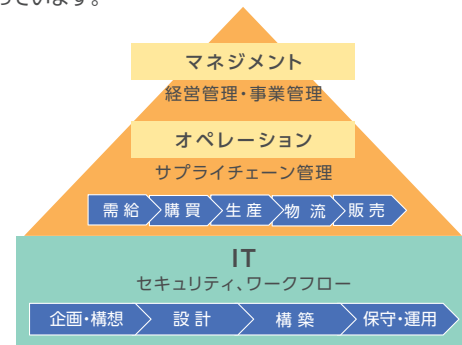 っています。
マネジメント
経営管理・事業管理
オペレーション
サプライチェーン管理
需給 購買 生産 物流 販売
IT
セキュリティ、ワークフロー
企画・構想 設計 構築 保守・運用